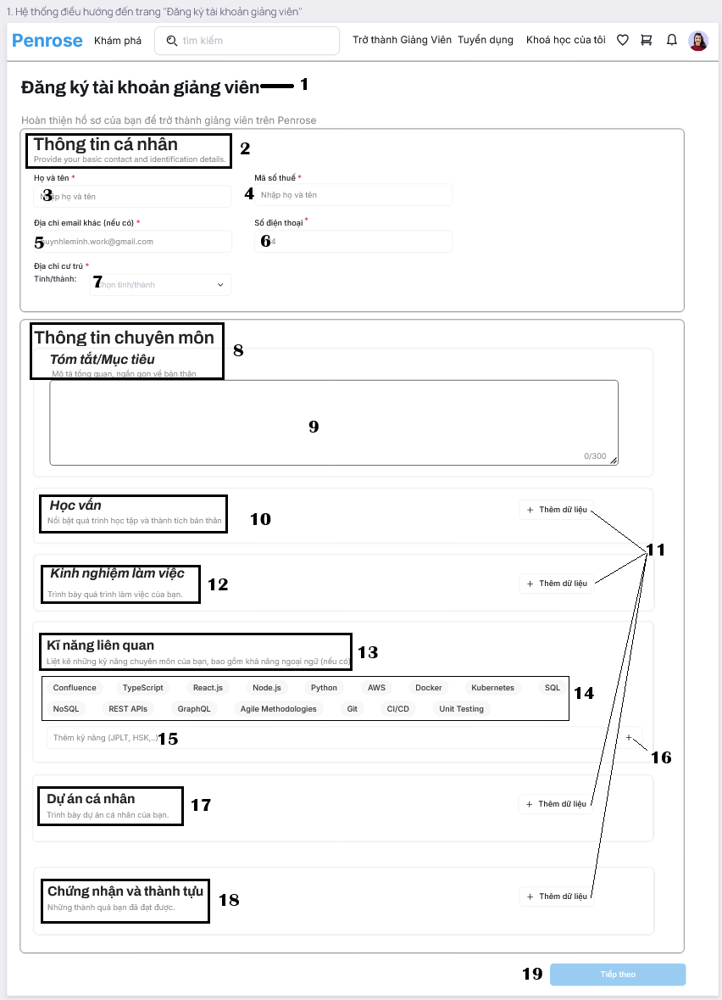 1. Hệ thống điều hướng đến trang "Đăng ký tài khoản giảng viên"
Penrose Khám phá tìm kiếm Trở thành Giảng Viên Tuyển dụng Khoá học của tôi
Đăng ký tài khoản giảng viên 1
Hoàn thiện hồ sơ của bạn để trở thành giảng viên trên Penrose
Thông tin cá nhân 2
Provide your basic contact and identification details.
Họ và tên * Mã số thuế *
3 họ và tên 4 Nhập họ và tên
Địa chỉ email khác (nếu có) * Số điện thoại *
5 uynhleminh.work@gmail.com 6 4
Địa chỉ cư trú *
Tỉnh/thành: 7 họn tỉnh/thành
Thông tin chuyên môn 8
Tóm tắt/Mục tiêu
Mô tả tổng quan, ngắn gọn về bản thân
9
0/300
Học vấn + Thêm dữ liệu
Nổi bật quá trình học tập và thành tích bản thân 10
11
Kinh nghiệm làm việc 12 + Thêm dữ liệu
Trình bày quá trình làm việc của bạn.
Kĩ năng liên quan 13
Liệt kê những kỹ năng chuyên môn của bạn, bao gồm khả năng ngoại ngữ (nếu có)
Confluence TypeScript React.js Node.js Python AWS Docker Kubernetes SQL 14
NoSQL REST APIs GraphQL Agile Methodologies Git CI/CD Unit Testing
Thêm kỹ năng (JPLT, HSK,..) 15 +
16
Dự án cá nhân 17 + Thêm dữ liệu
Trình bày dự án cá nhân của bạn.
Chứng nhận và thành tựu 18 + Thêm dữ liệu
Những thành quả bạn đã đạt được.
19 Tiếp theo